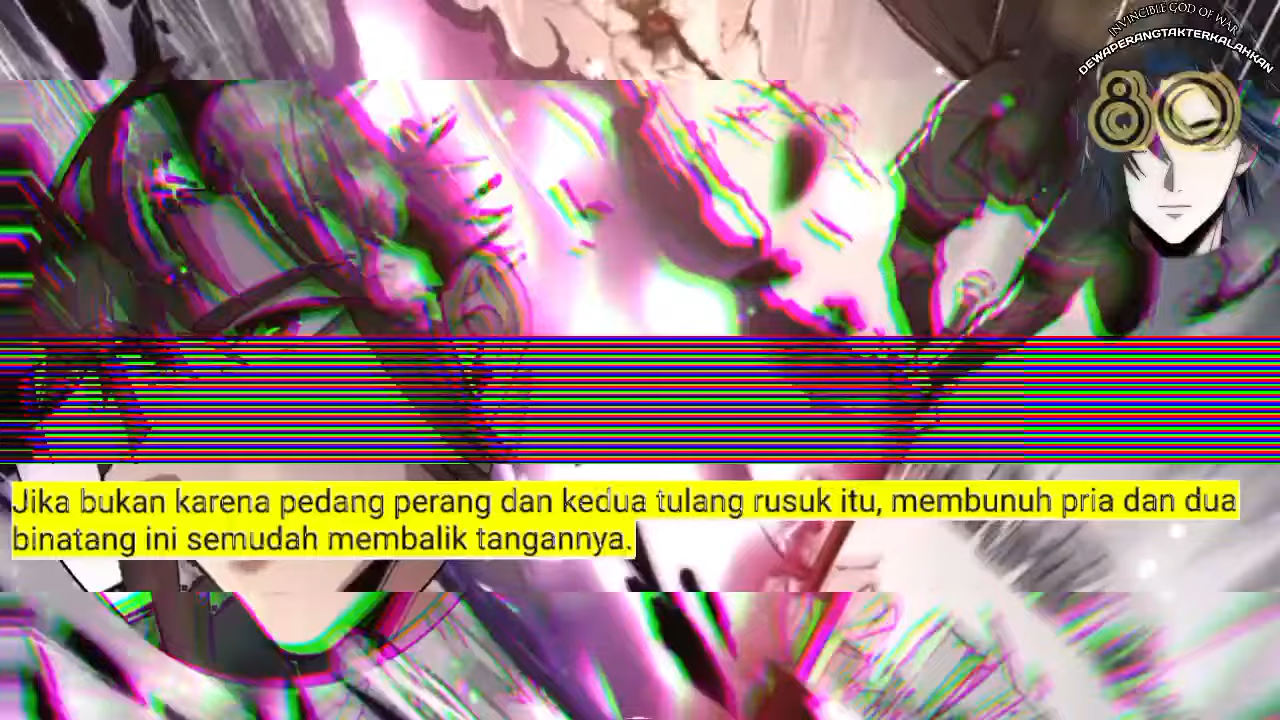 INVINCIBLE GOD OF WAR
DEWAPERANGTAKTERKALAHKAN
80
Jika bukan karena pedang perang dan kedua tulang rusuk itu, membunuh pria dan dua
binatang ini semudah membalik tangannya.